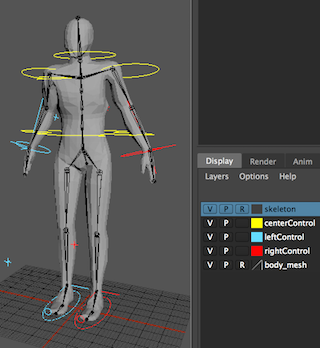 Display Render Anim
Layers Options Help
V P R skeleton
V P centerControl
V P leftControl
V P rightControl
V P R body_mesh